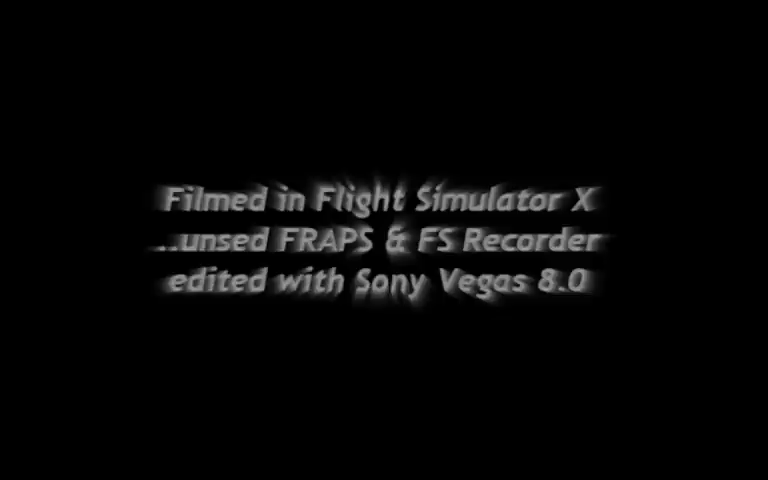 Filmed in Flight Simulator X
..unsed FRAPS & FS Recorder
edited with Sony Vegas 8.0